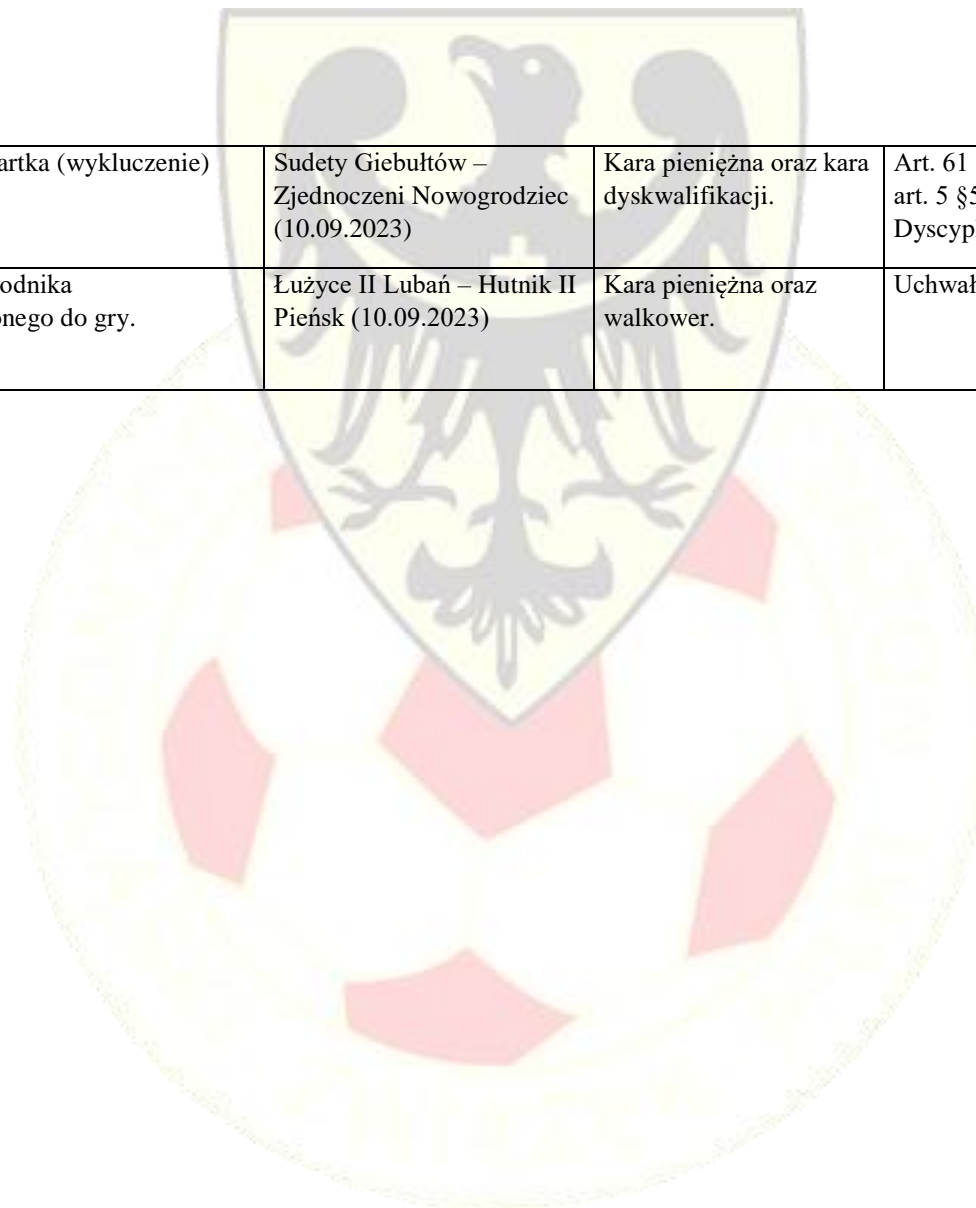 artka (wykluczenie)
Sudety Giebułtów –
Zjednoczeni Nowogrodziec
(10.09.2023)
Kara pieniężna oraz kara
dyskwalifikacji.
Art. 61
art. 5 §5
Dyscyp
odnika
onego do gry.
Łużyce II Lubań – Hutnik II
Pieńsk (10.09.2023)
Kara pieniężna oraz
walkower.
Uchwał